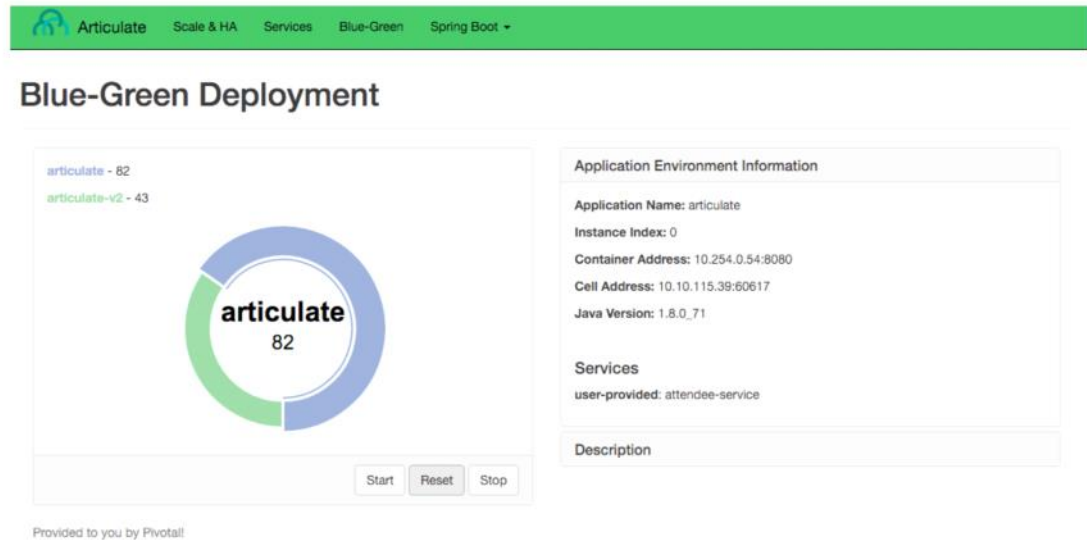 Articulate Scale & HA Services Blue-Green Spring Boot
Blue-Green Deployment
articulate - 82
articulate-v2 - 43
articulate
82
Start Reset Stop
Application Environment Information
Application Name: articulate
Instance Index: 0
Container Address: 10.254.0.54:8080
Cell Address: 10.10.115.39:60617
Java Version: 1.8.0_71
Services
user-provided: attendee-service
Description
Provided to you by Pivotal!